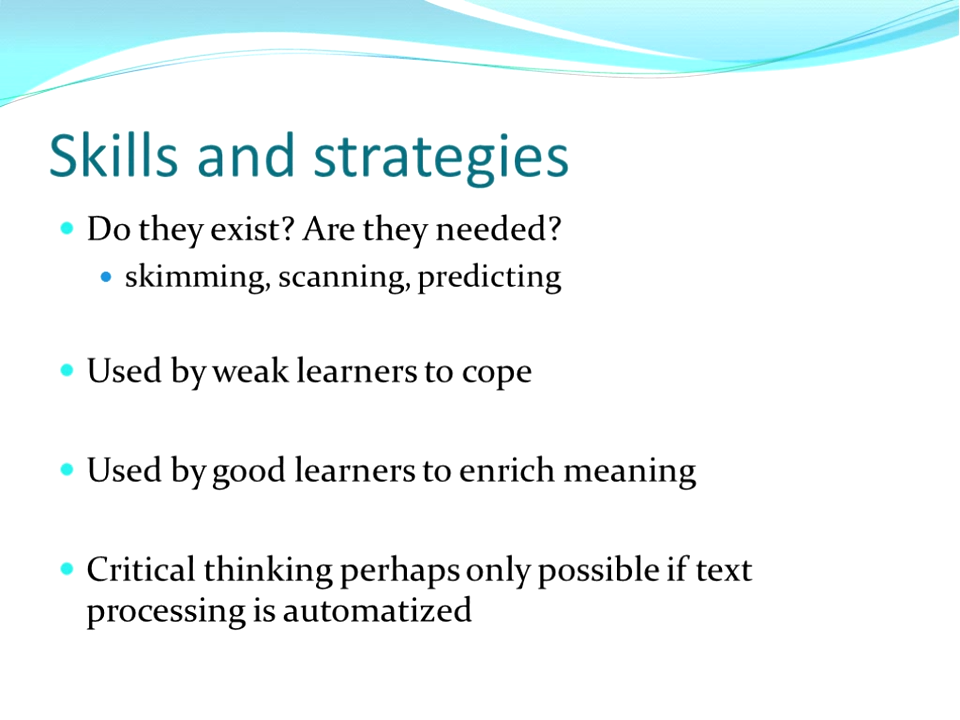 Skills and strategies
Do they exist? Are they needed?
skimming, scanning, predicting
Used by weak learners to cope
Used by good learners to enrich meaning
Critical thinking perhaps only possible if text
processing is automatized